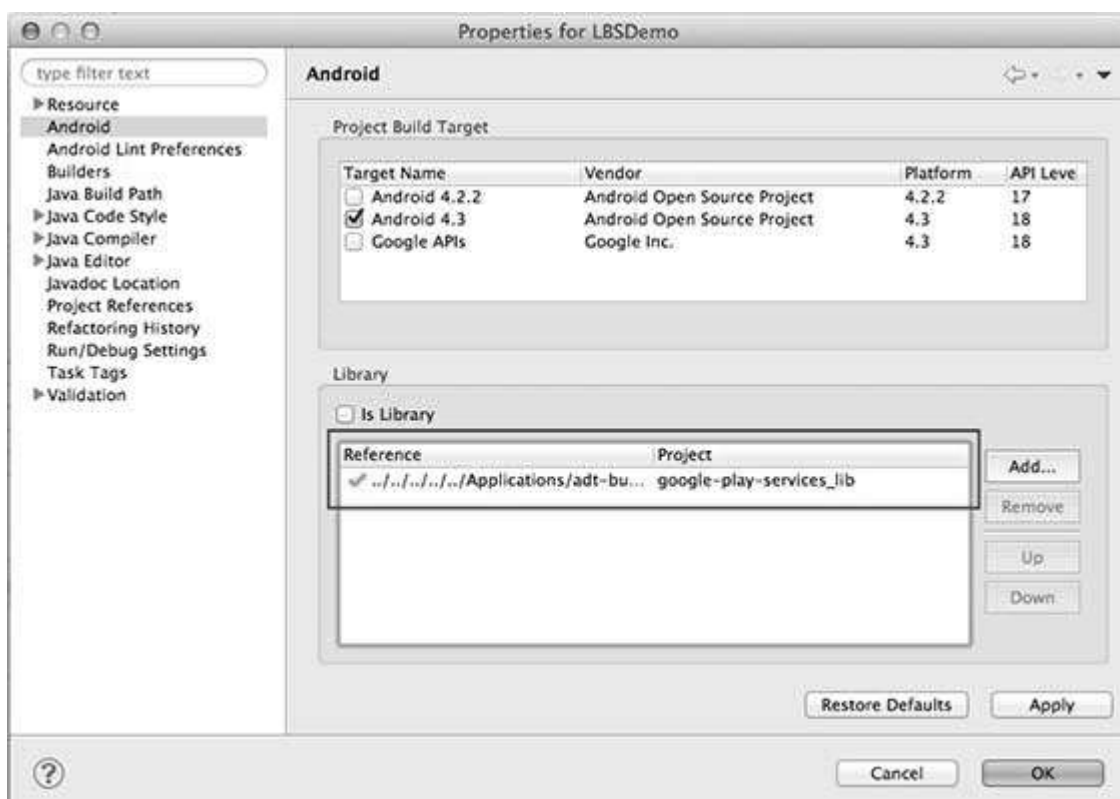 Properties for LBSDemo
type filter text
Resource
Android
Android Lint Preferences
Builders
Java Build Path
Java Code Style
Java Compiler
Java Editor
Javadoc Location
Project References
Refactoring History
Run/Debug Settings
Task Tags
Validation
Android
Project Build Target
Target Name Vendor Platform API Leve
Android 4.2.2 Android Open Source Project 4.2.2 17
Android 4.3 Android Open Source Project 4.3 18
Google APIs Google Inc. 4.3 18
Library
Is Library
Reference Project
../../../../../Applications/adt-bu... google-play-services_lib
Add...
Remove
Up
Down
Restore Defaults Apply
? Cancel OK